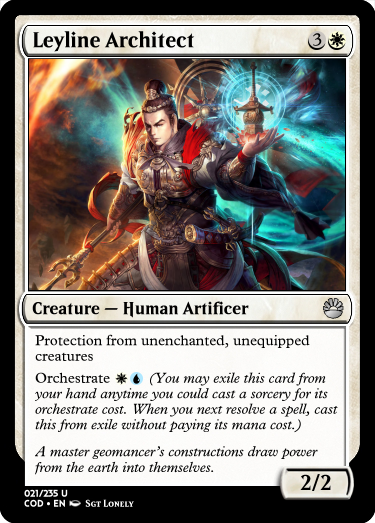 Leyline Architect 3
Creature — Human Artificer
Protection from unenchanted, unequipped
creatures
Orchestrate (You may exile this card from
your hand anytime you could cast a sorcery for its
orchestrate cost. When you next resolve a spell, cast
this from exile without paying its mana cost.)
A master geomancer's constructions draw power
from the earth into themselves.
2/2
021/235 U
COD • EN Sgt Lonely